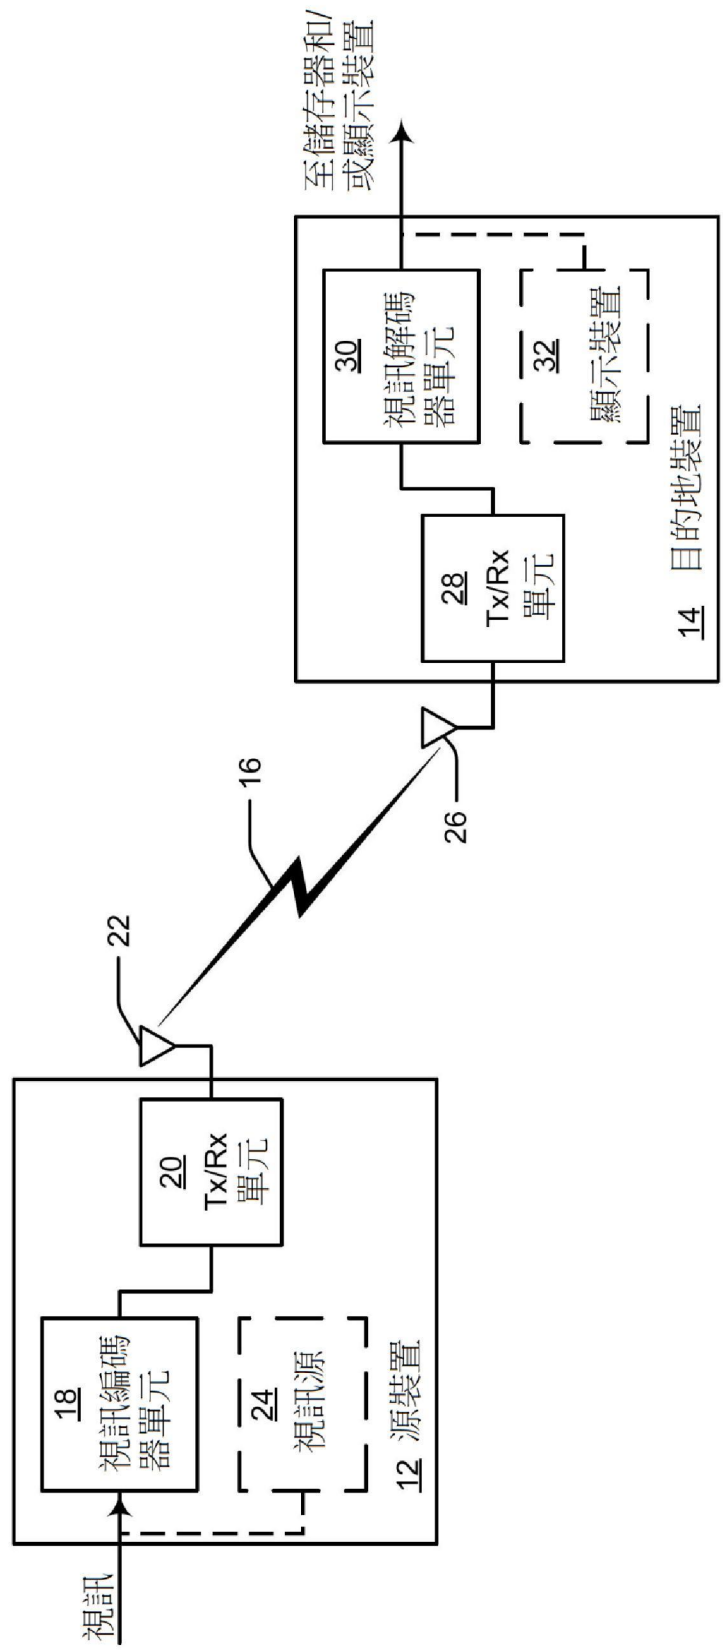 視訊
18
視訊編碼
器單元
24
視訊源
12 源裝置
20
Tx/Rx
單元
22
16
26
28
Tx/Rx
單元
30
視訊解碼
器單元
32
顯示裝置
14 目的地裝置
至儲存器和/
或顯示裝置